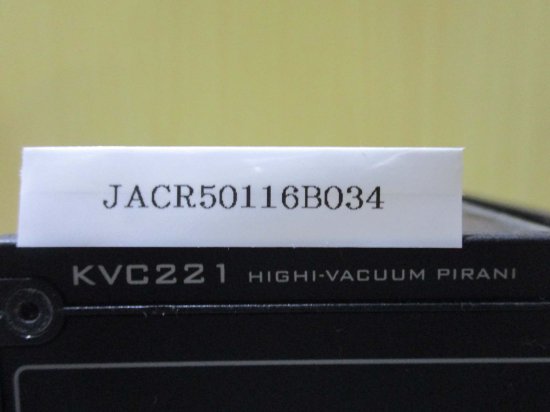 JACR50116B034
KVC221 HIGHI-VACUUM PIRANI